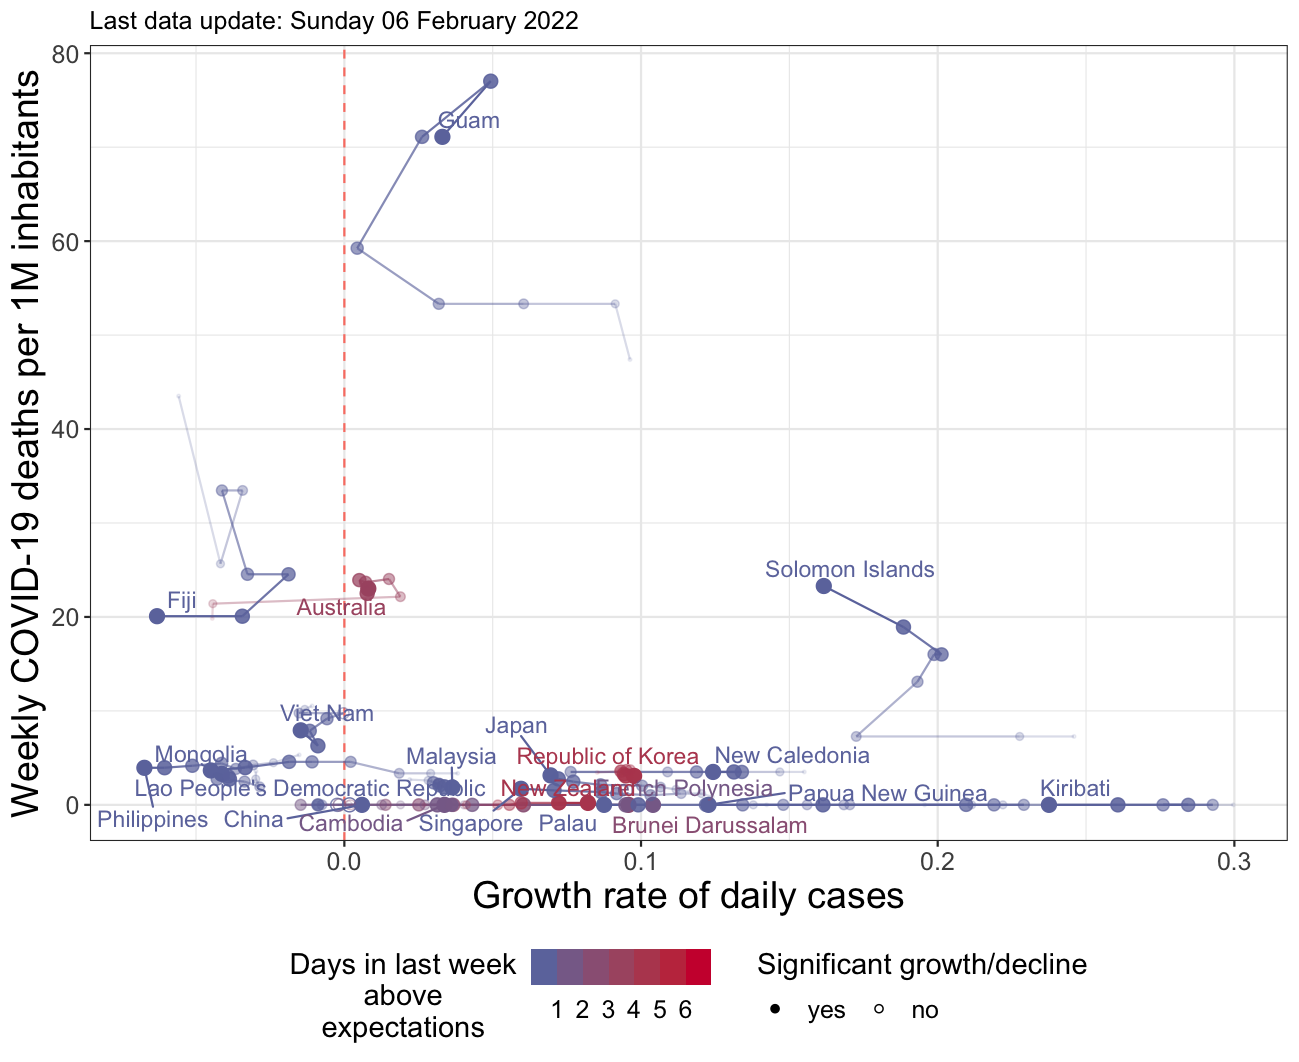 Last data update: Sunday 06 February 2022
Weekly COVID-19 deaths per 1M inhabitants
80
60
40
20
0
Guam
Solomon Islands
Fiji
Australia
Viet Nam
Japan
Mongolia
Malaysia
Republic of Korea
New Caledonia
Lao People's Democratic Republic
New Zealand
French Polynesia
Papua New Guinea
Kiribati
Philippines
China
Cambodia
Singapore
Palau
Brunei Darussalam
0.0
0.1
0.2
0.3
Growth rate of daily cases
Days in last week
above
expectations
1 2 3 4 5 6
Significant growth/decline
yes
no